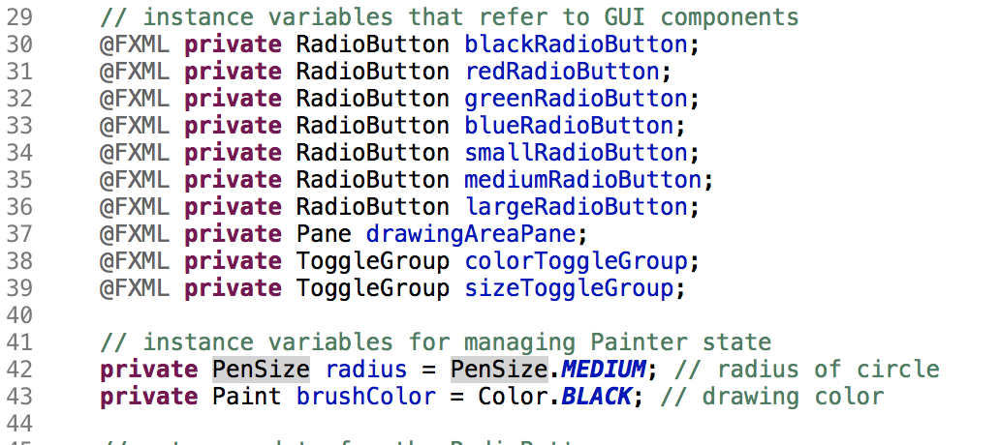 29 // instance variables that refer to GUI components
30 @FXML private RadioButton blackRadioButton;
31 @FXML private RadioButton redRadioButton;
32 @FXML private RadioButton greenRadioButton;
33 @FXML private RadioButton blueRadioButton;
34 @FXML private RadioButton smallRadioButton;
35 @FXML private RadioButton mediumRadioButton;
36 @FXML private RadioButton largeRadioButton;
37 @FXML private Pane drawingAreaPane;
38 @FXML private ToggleGroup colorToggleGroup;
39 @FXML private ToggleGroup sizeToggleGroup;
40
41 // instance variables for managing Painter state
42 private PenSize radius = PenSize.MEDIUM; // radius of circle
43 private Paint brushColor = Color.BLACK; // drawing color
44